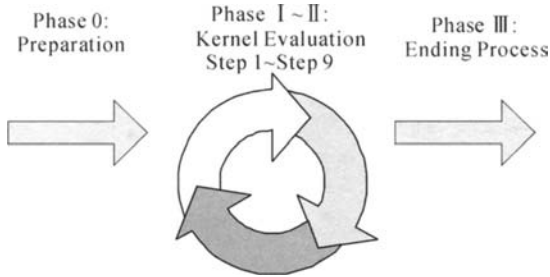 Phase 0:
Preparation
Phase Ⅰ~Ⅱ:
Kernel Evaluation
Step 1~Step 9
Phase Ⅲ:
Ending Process